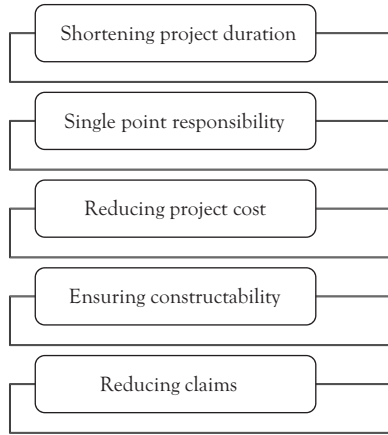 Shortening project duration
Single point responsibility
Reducing project cost
Ensuring constructability
Reducing claims